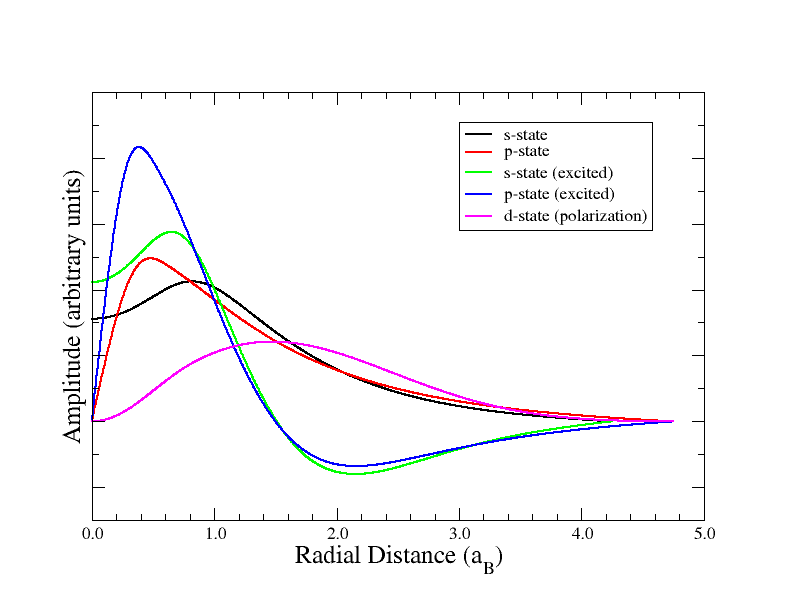 s-state
p-state
s-state (excited)
p-state (excited)
d-state (polarization)
Amplitude (arbitrary units)
0.0 1.0 2.0 3.0 4.0 5.0
Radial Distance (a_B)